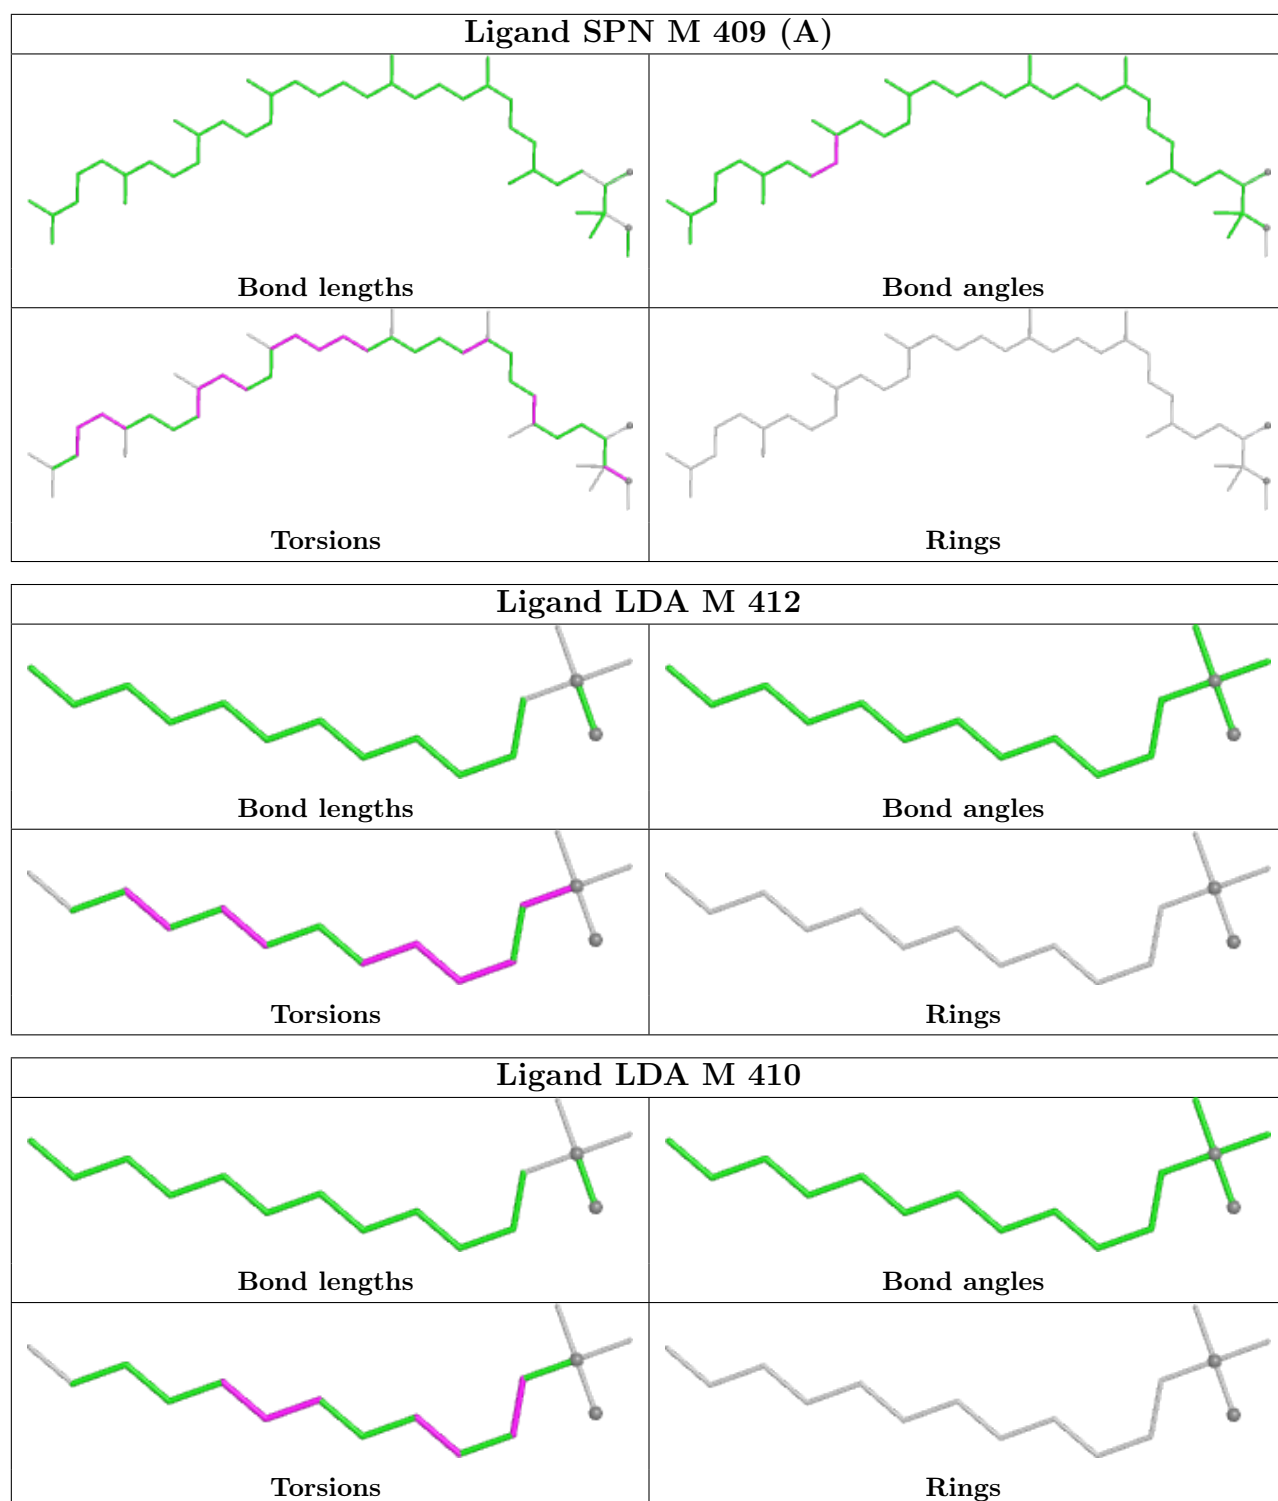 Ligand SPN M 409 (A)
Bond lengths
Bond angles
Torsions
Rings
Ligand LDA M 412
Bond lengths
Bond angles
Torsions
Rings
Ligand LDA M 410
Bond lengths
Bond angles
Torsions
Rings